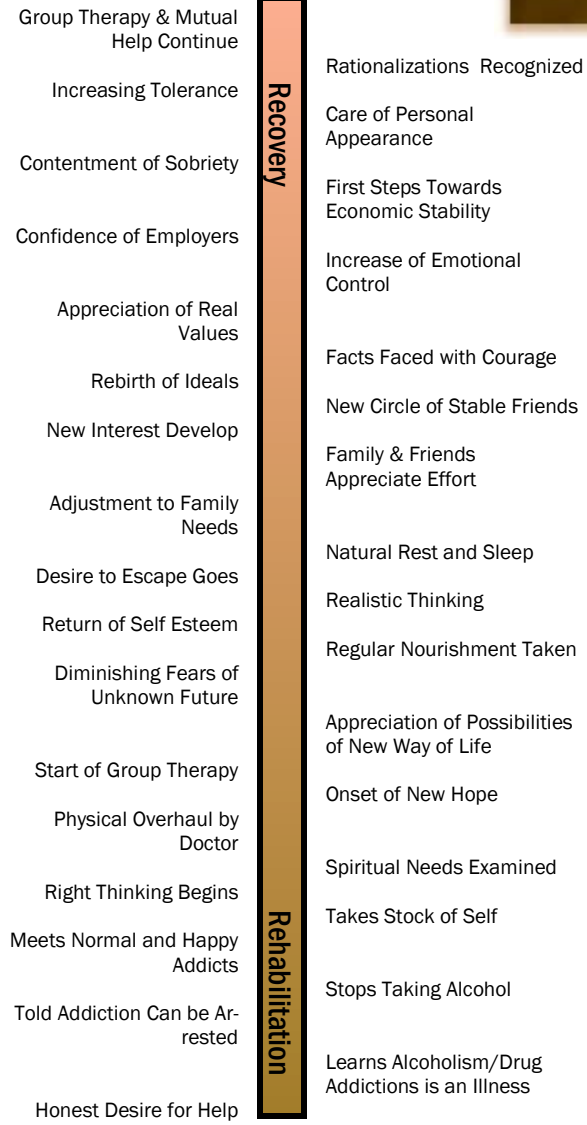 Group Therapy & Mutual
Help Continue
Increasing Tolerance
Contentment of Sobriety
Confidence of Employers
Appreciation of Real
Values
Rebirth of Ideals
New Interest Develop
Adjustment to Family
Needs
Desire to Escape Goes
Return of Self Esteem
Diminishing Fears of
Unknown Future
Start of Group Therapy
Physical Overhaul by
Doctor
Right Thinking Begins
Meets Normal and Happy
Addicts
Told Addiction Can be Ar-
rested
Honest Desire for Help
Recovery
Rehabilitation
Rationalizations Recognized
Care of Personal
Appearance
First Steps Towards
Economic Stability
Increase of Emotional
Control
Facts Faced with Courage
New Circle of Stable Friends
Family & Friends
Appreciate Effort
Natural Rest and Sleep
Realistic Thinking
Regular Nourishment Taken
Appreciation of Possibilities
of New Way of Life
Onset of New Hope
Spiritual Needs Examined
Takes Stock of Self
Stops Taking Alcohol
Learns Alcoholism/Drug
Addictions is an Illness